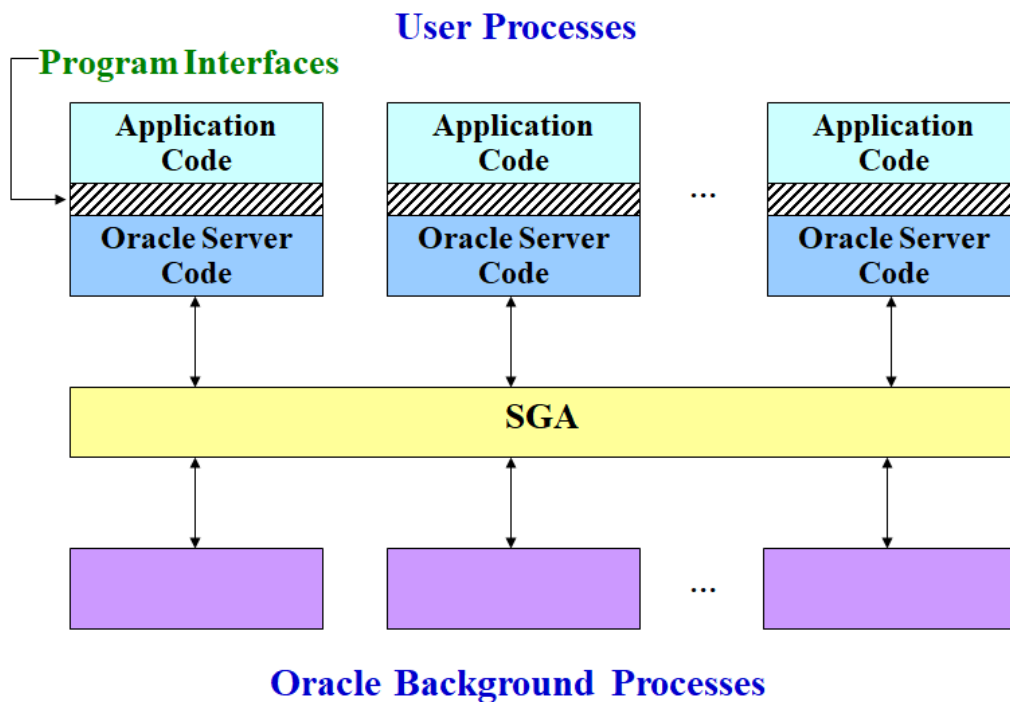 User Processes
Program Interfaces
Application
Code
Application
Code
Application
Code
...
Oracle Server
Code
Oracle Server
Code
Oracle Server
Code
SGA
...
Oracle Background Processes